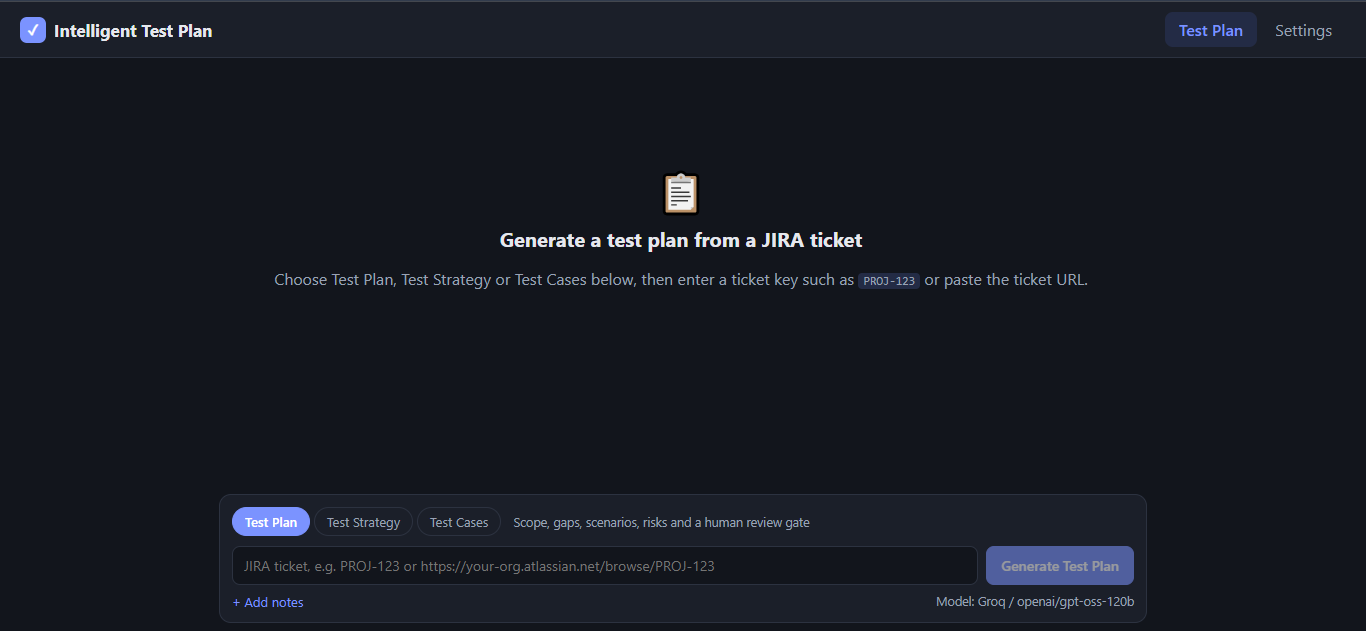 Intelligent Test Plan
Test Plan
Settings
Generate a test plan from a JIRA ticket
Choose Test Plan, Test Strategy or Test Cases below, then enter a ticket key such as PROJ-123 or paste the ticket URL.
Test Plan
Test Strategy
Test Cases
Scope, gaps, scenarios, risks and a human review gate
JIRA ticket, e.g. PROJ-123 or https://your-org.atlassian.net/browse/PROJ-123
Generate Test Plan
+ Add notes
Model: Groq / openai/gpt-oss-120b